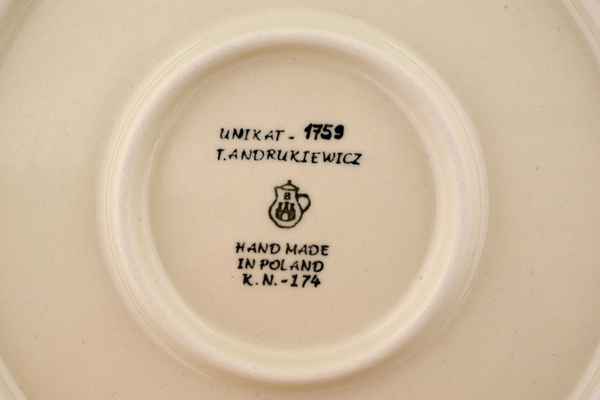 UNIKAT - 1759
T.ANDRUKIEWICZ
B
HAND MADE
IN POLAND
K.N.-174